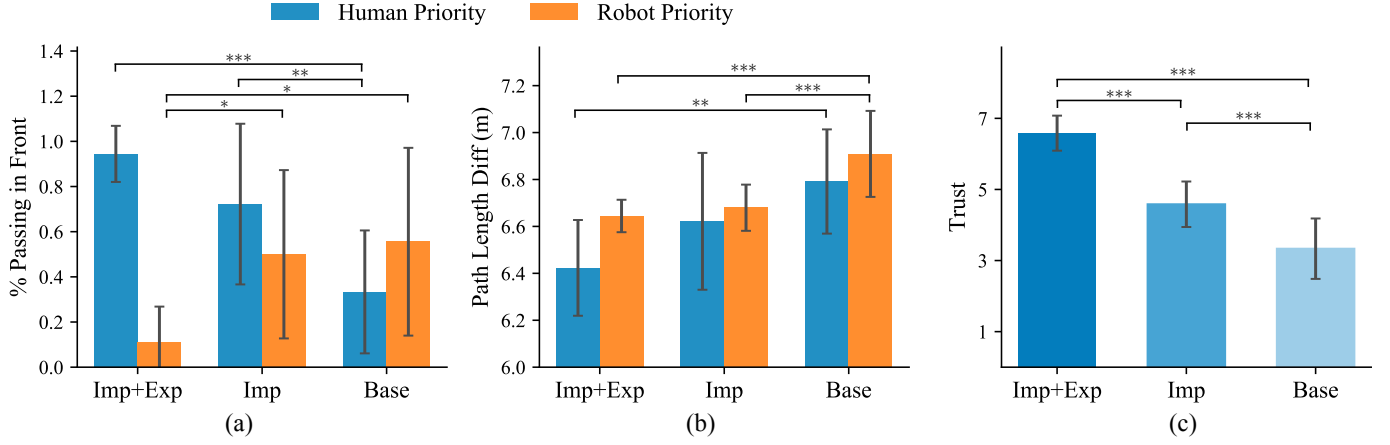 Human Priority Robot Priority
% Passing in Front
1.4
1.2
1.0
0.8
0.6
0.4
0.2
0.0
***
**
*
*
Imp+Exp Imp Base
(a)
Path Length Diff (m)
7.2
7.0
6.8
6.6
6.4
6.2
6.0
***
***
**
Imp+Exp Imp Base
(b)
Trust
7
5
3
1
***
***
***
Imp+Exp Imp Base
(c)